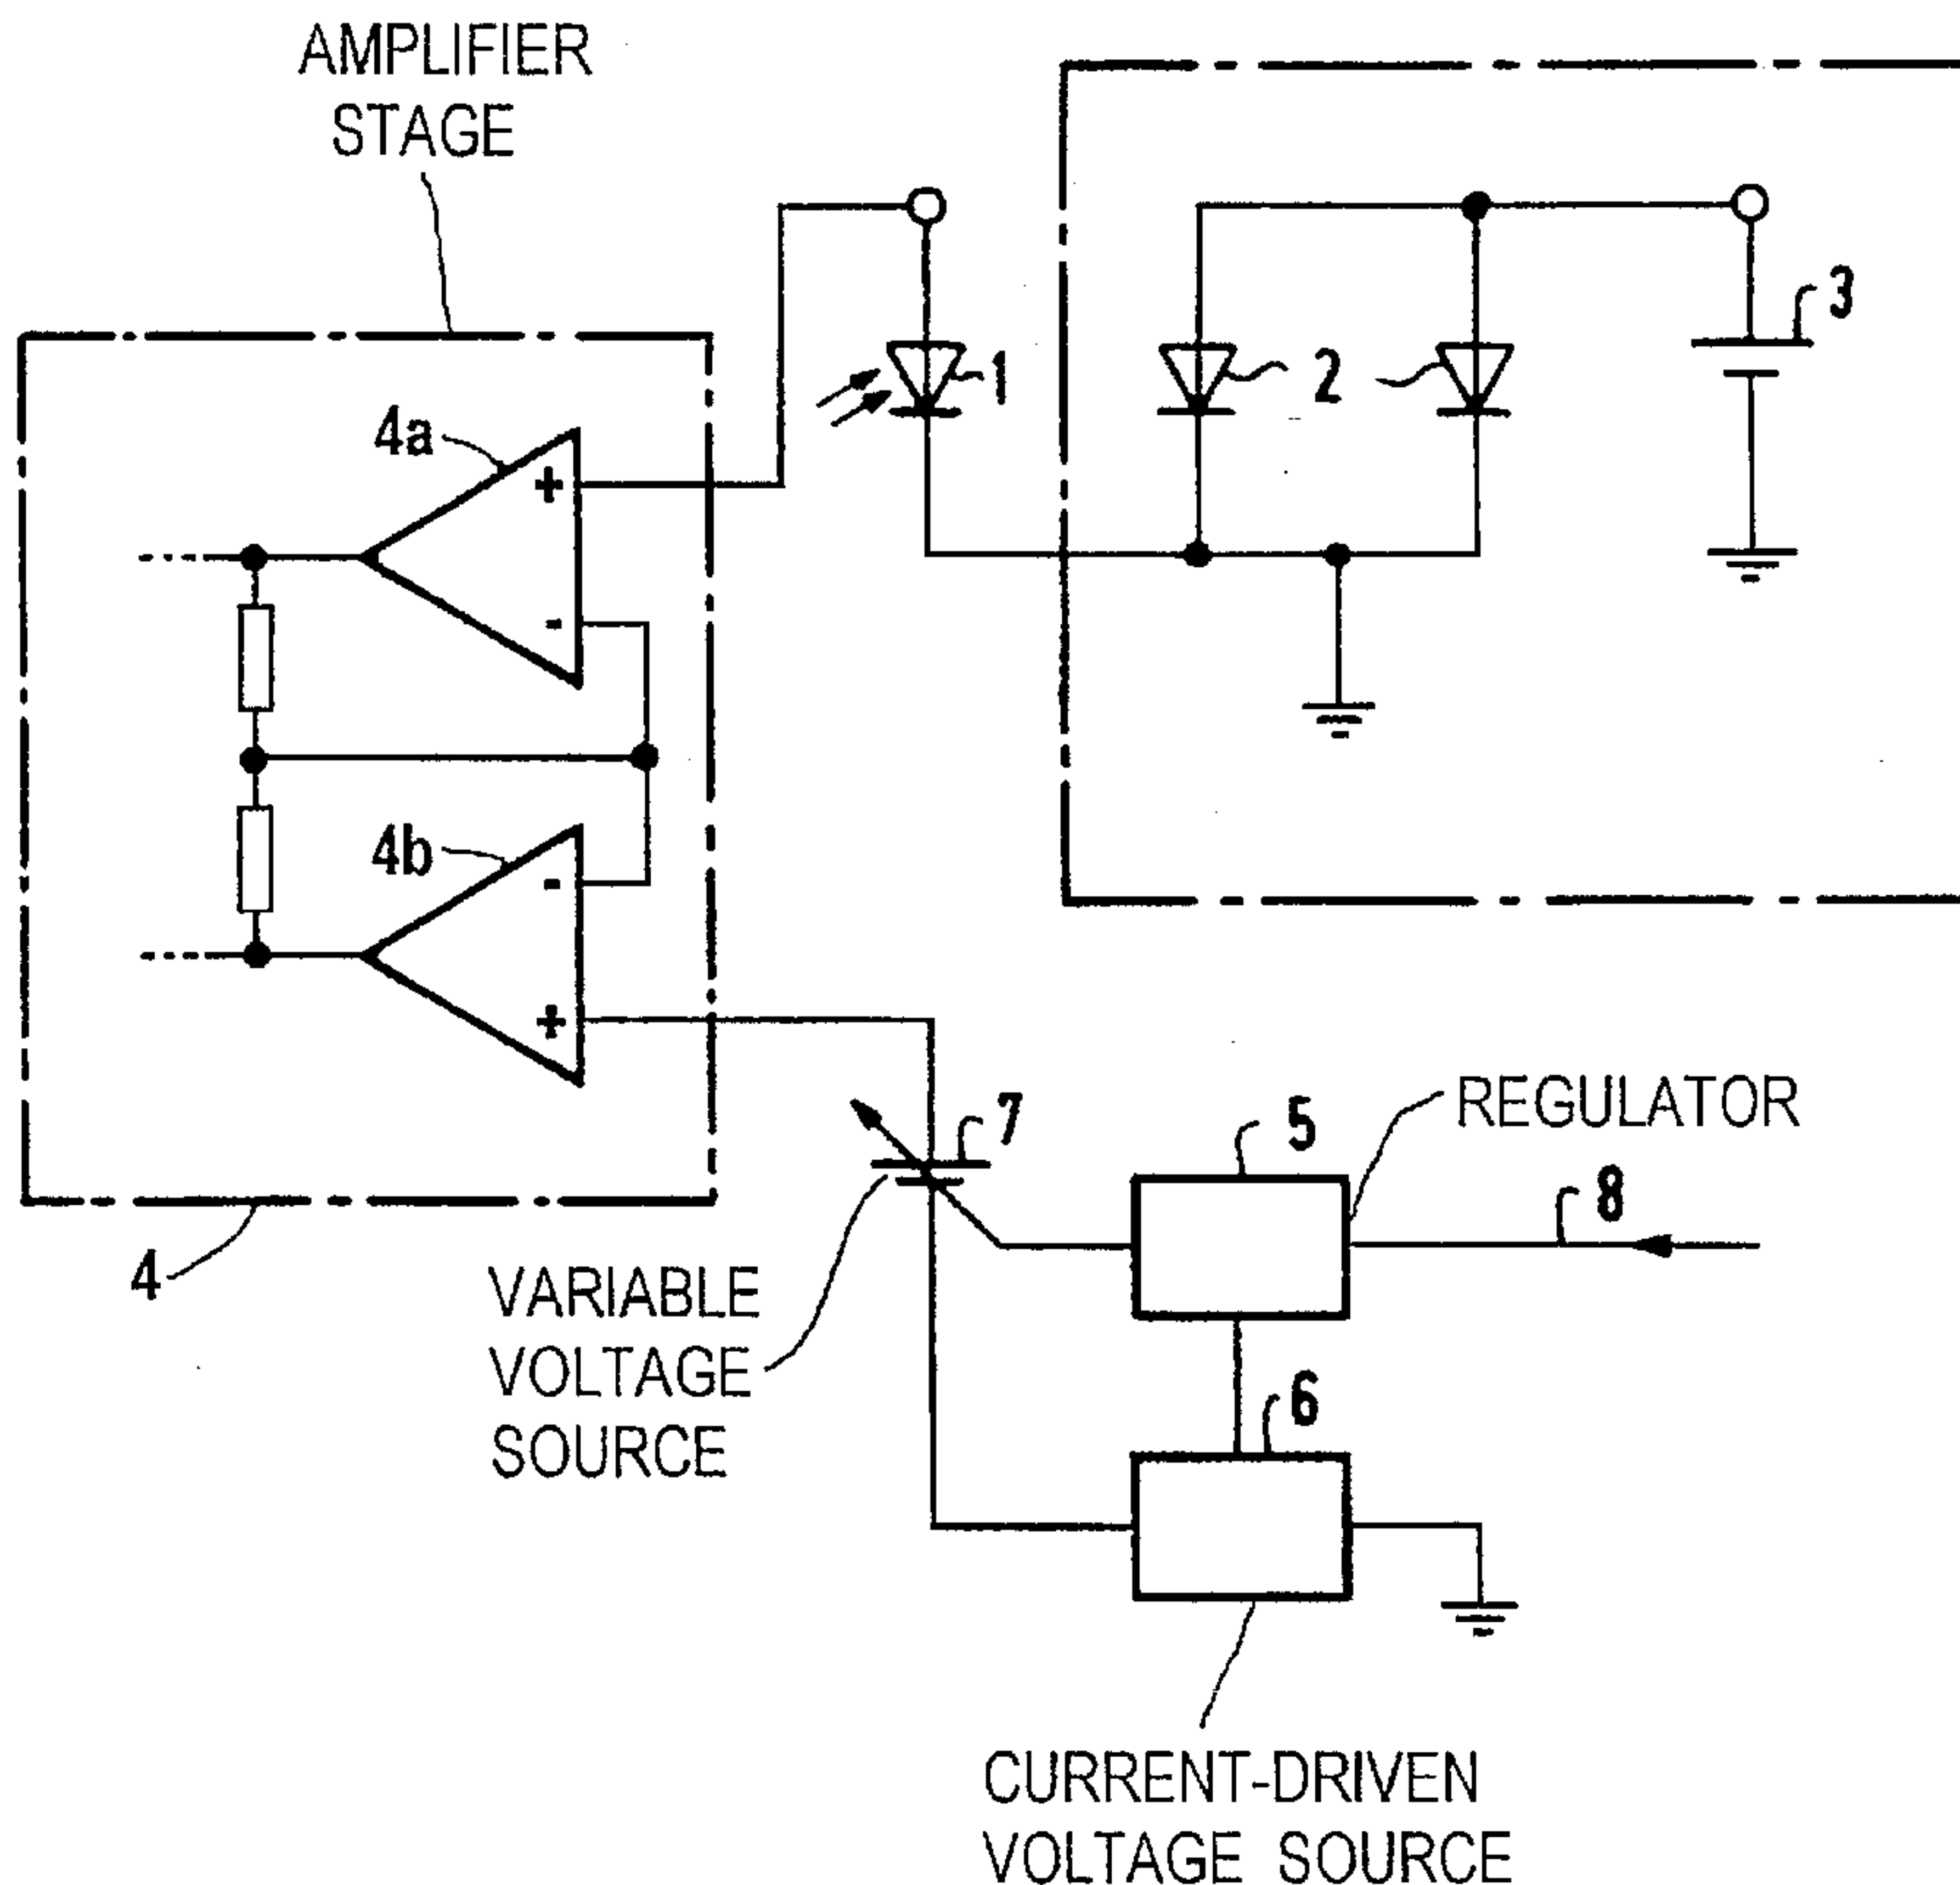 AMPLIFIER
STAGE
3
1
2
4a
+
-
4b
-
+
7
5
REGULATOR
8
4
VARIABLE
VOLTAGE
SOURCE
6
CURRENT-DRIVEN
VOLTAGE SOURCE